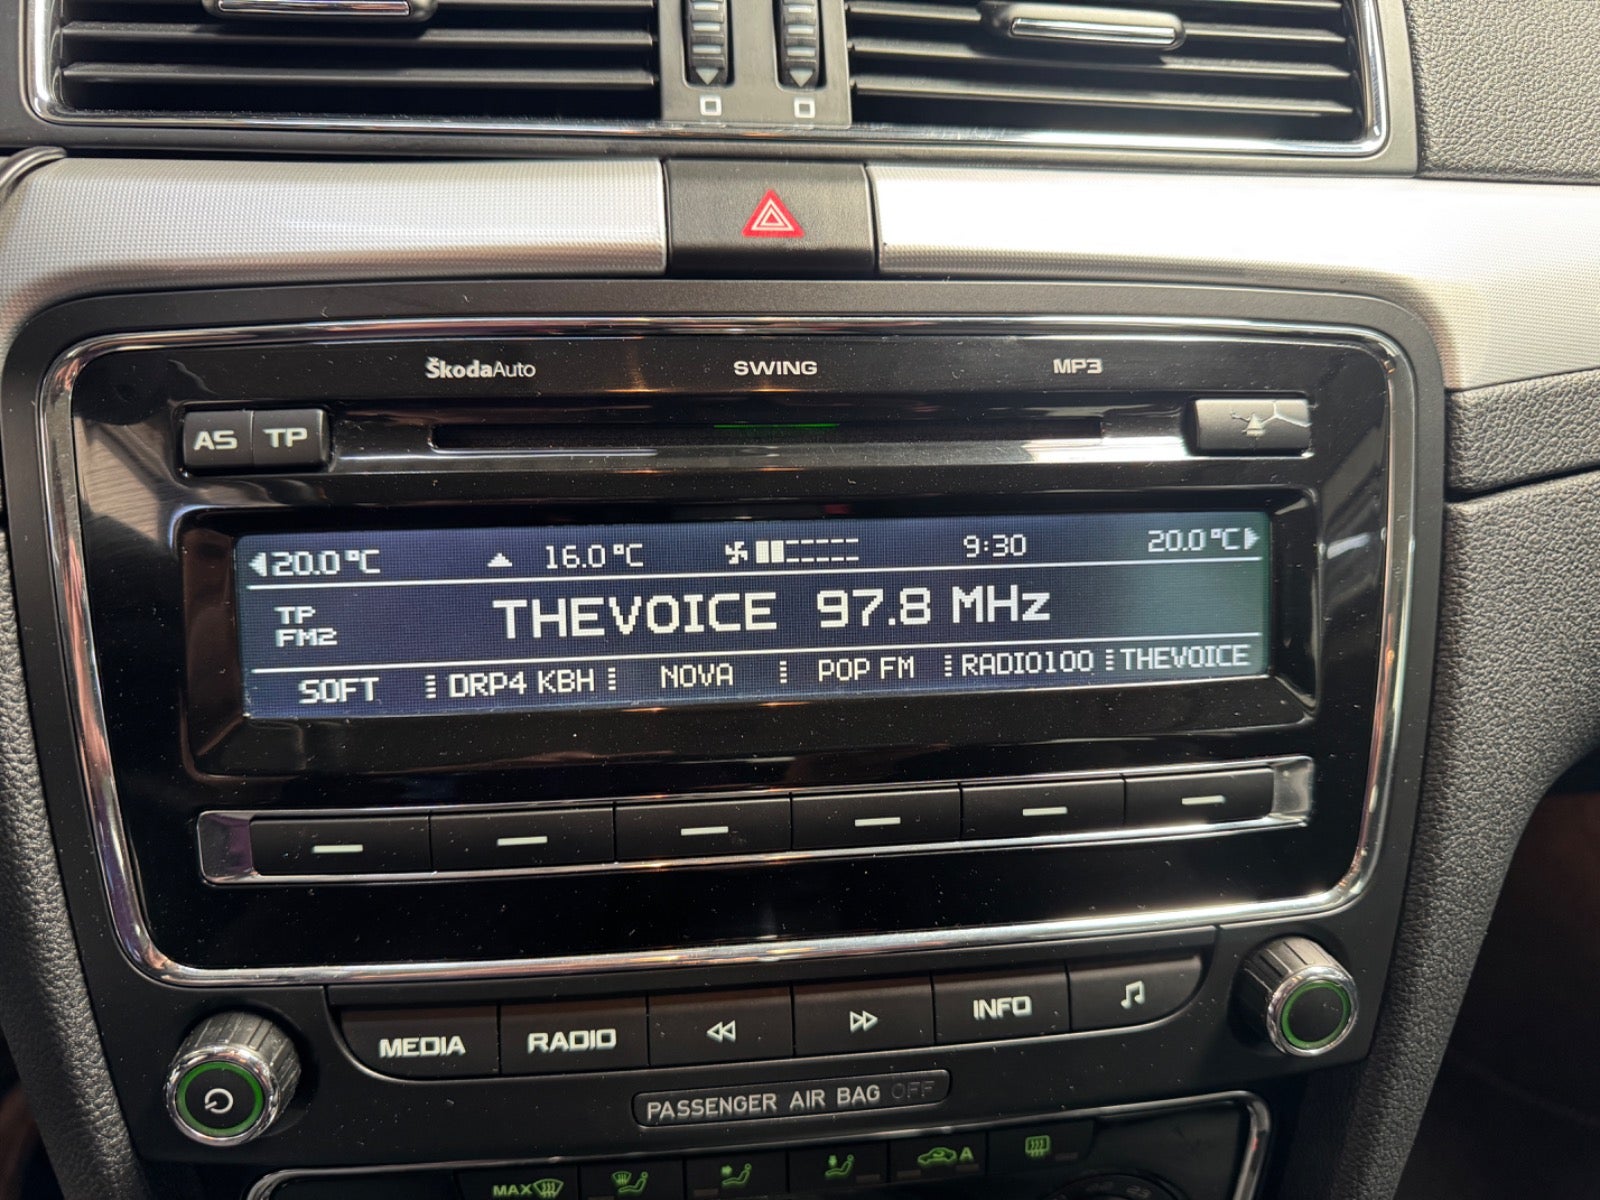 ŠkodaAuto SWING MP3
AS TP
20.0°C 16.0°C 9:30 20.0°C
TP
FM2
THEVOICE 97.8 MHz
SOFT DRP4 KBH NOVA POP FM RADIO100 THEVOICE
MEDIA RADIO INFO
PASSENGER AIR BAG OFF
MAX A